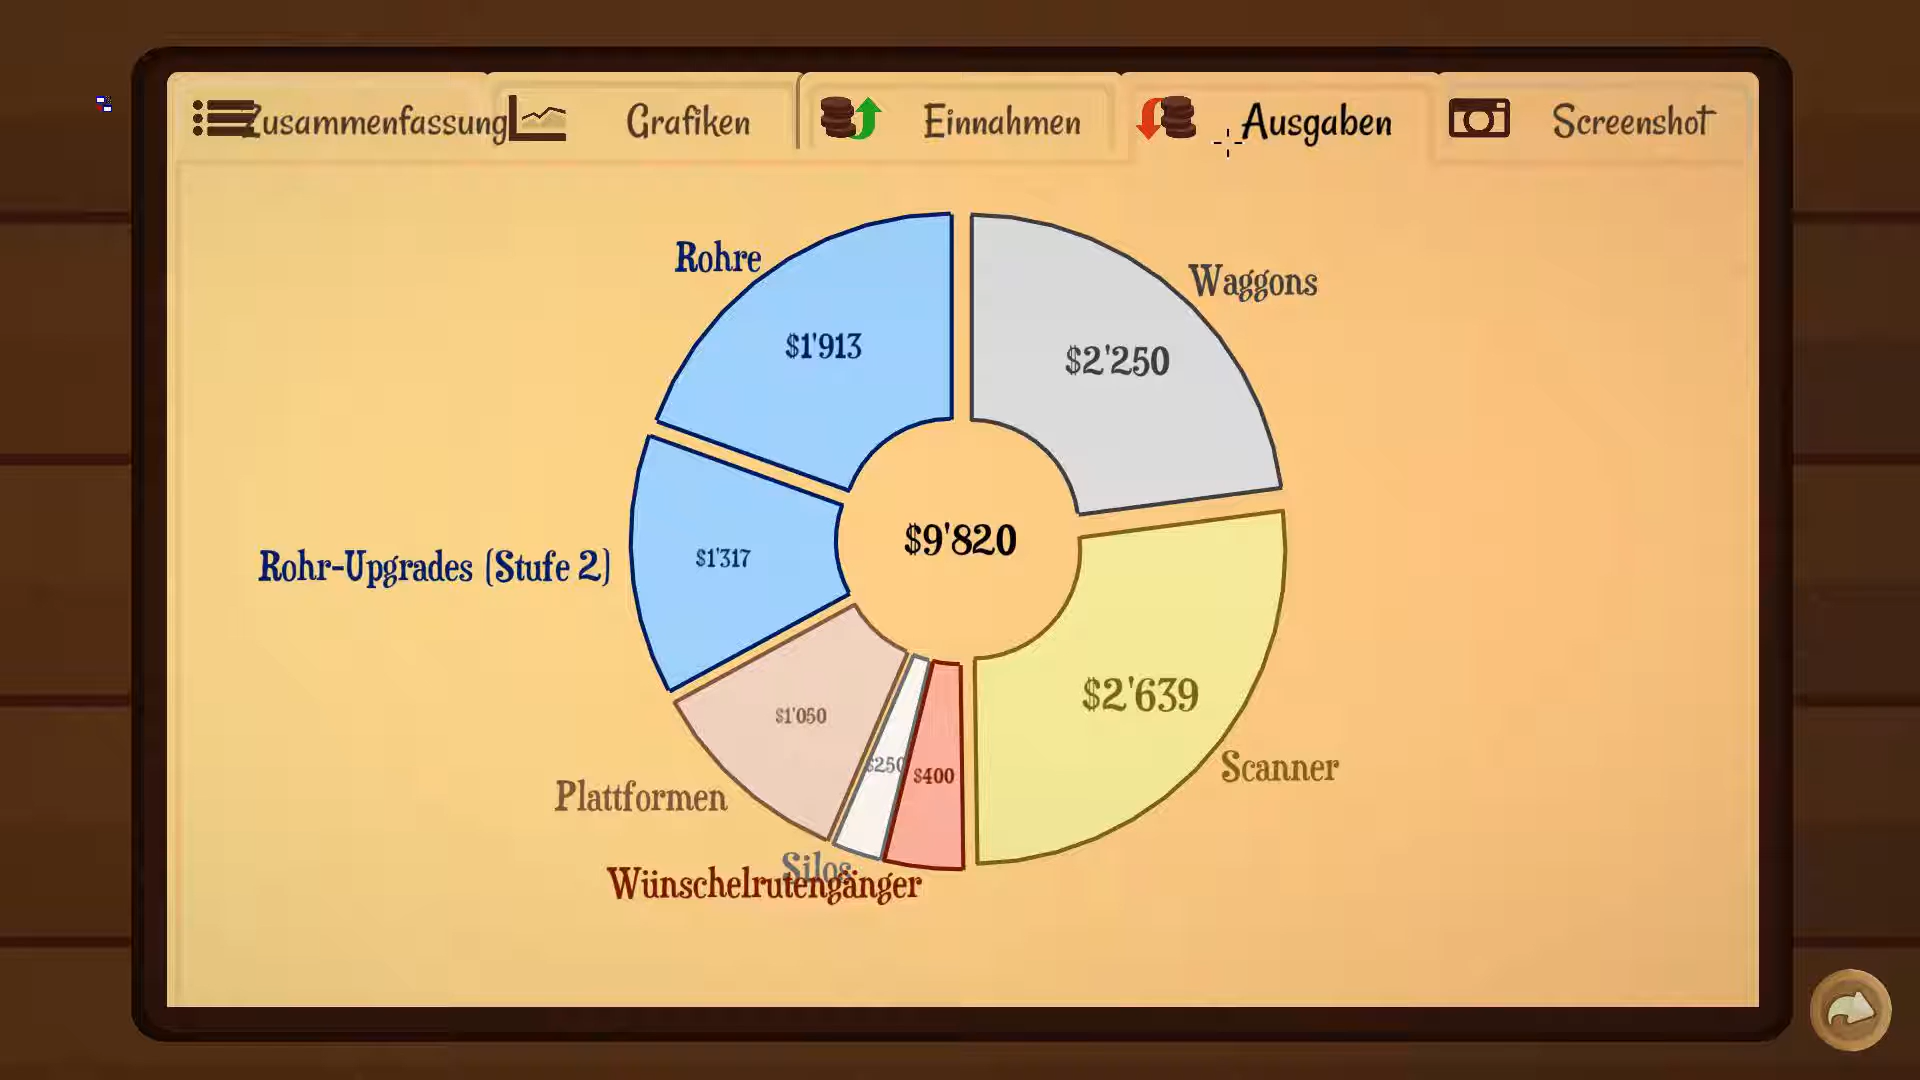 Zusammenfassung
Grafiken
Einnahmen
Ausgaben
Screenshot
Rohre
Waggons
$1'913
$2'250
$9'820
Rohr-Upgrades (Stufe 2)
$1'317
$2'639
$1'050
$250
$400
Scanner
Plattformen
Silos
Wünschelrutengänger